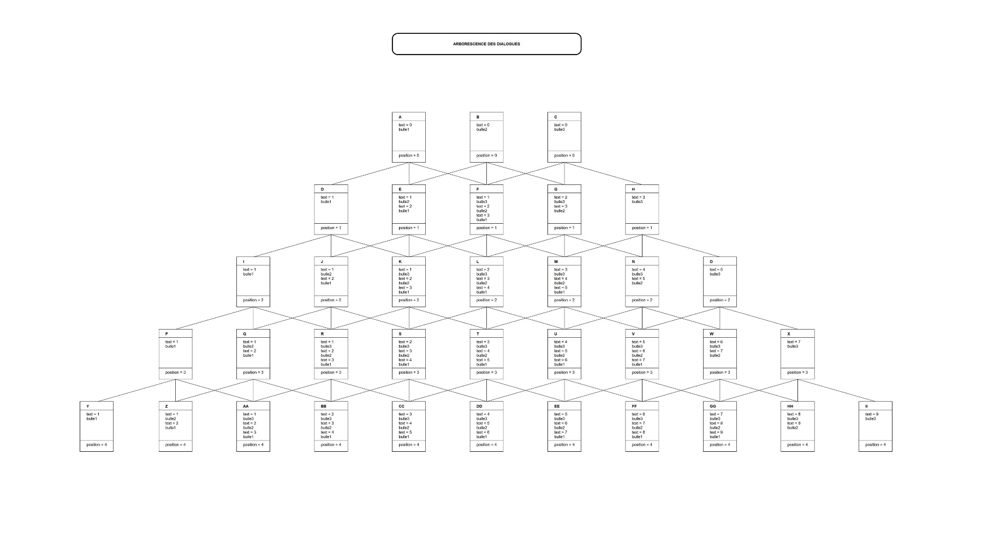 ARBORESCENCE DES DIALOGUES
A
text = 0
bulle1
position = 0
B
text = 0
bulle2
position = 0
C
text = 0
bulle3
position = 0
D
text = 1
bulle1
position = 1
E
text = 1
bulle2
text = 2
bulle1
position = 1
F
text = 1
bulle3
text = 2
bulle2
text = 3
bulle1
position = 1
G
text = 2
bulle3
text = 3
bulle2
position = 1
H
text = 3
bulle3
position = 1
I
text = 1
bulle1
position = 2
J
text = 1
bulle2
text = 2
bulle1
position = 2
K
text = 1
bulle3
text = 2
bulle2
text = 3
bulle1
position = 2
L
text = 2
bulle3
text = 3
bulle2
text = 4
bulle1
position = 2
M
text = 3
bulle3
text = 4
bulle2
text = 5
bulle1
position = 2
N
text = 4
bulle3
text = 5
bulle2
position = 2
O
text = 5
bulle3
position = 2
P
text = 1
bulle1
position = 3
Q
text = 1
bulle2
text = 2
bulle1
position = 3
R
text = 1
bulle3
text = 2
bulle2
text = 3
bulle1
position = 3
S
text = 2
bulle3
text = 3
bulle2
text = 4
bulle1
position = 3
T
text = 3
bulle3
text = 4
bulle2
text = 5
bulle1
position = 3
U
text = 4
bulle3
text = 5
bulle2
text = 6
bulle1
position = 3
V
text = 5
bulle3
text = 6
bulle2
text = 7
bulle1
position = 3
W
text = 6
bulle3
text = 7
bulle2
position = 3
X
text = 7
bulle3
position = 3
Y
text = 1
bulle1
position = 4
Z
text = 1
bulle2
text = 2
bulle1
position = 4
AA
text = 1
bulle3
text = 2
bulle2
text = 3
bulle1
position = 4
BB
text = 2
bulle3
text = 3
bulle2
text = 4
bulle1
position = 4
CC
text = 3
bulle3
text = 4
bulle2
text = 5
bulle1
position = 4
DD
text = 4
bulle3
text = 5
bulle2
text = 6
bulle1
position = 4
EE
text = 5
bulle3
text = 6
bulle2
text = 7
bulle1
position = 4
FF
text = 6
bulle3
text = 7
bulle2
text = 8
bulle1
position = 4
GG
text = 7
bulle3
text = 8
bulle2
text = 9
bulle1
position = 4
HH
text = 8
bulle3
text = 9
bulle2
position = 4
II
text = 9
bulle3
position = 4